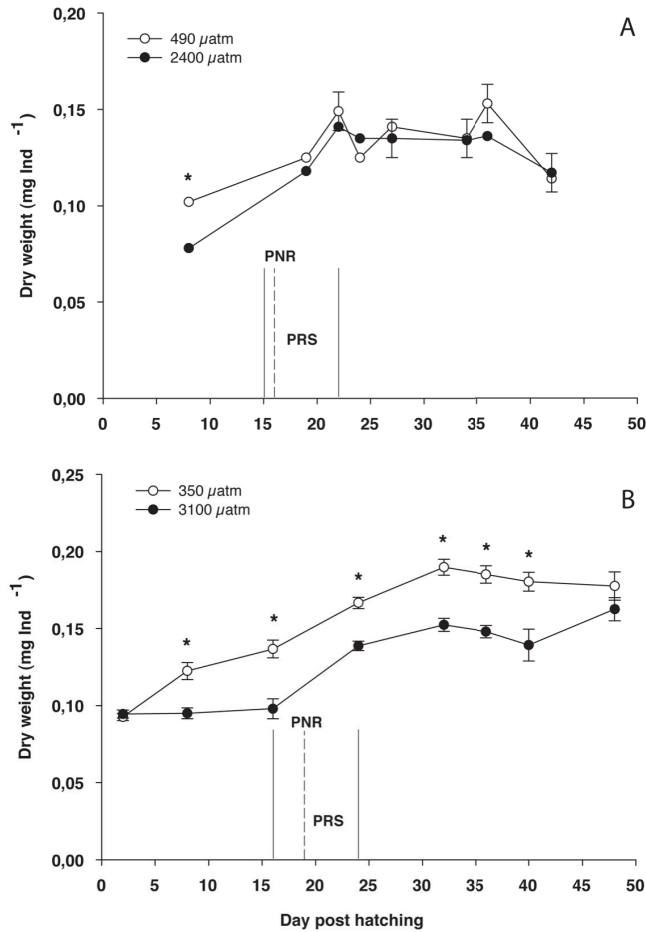 A
490 µatm
2400 µatm
Dry weight (mg Ind ⁻¹)
0,20
0,15
0,10
0,05
0,00
*
PNR
PRS
0 5 10 15 20 25 30 35 40 45 50
B
350 µatm
3100 µatm
Dry weight (mg Ind ⁻¹)
0,25
0,20
0,15
0,10
0,05
0,00
* * * * * *
PNR
PRS
0 5 10 15 20 25 30 35 40 45 50
Day post hatching